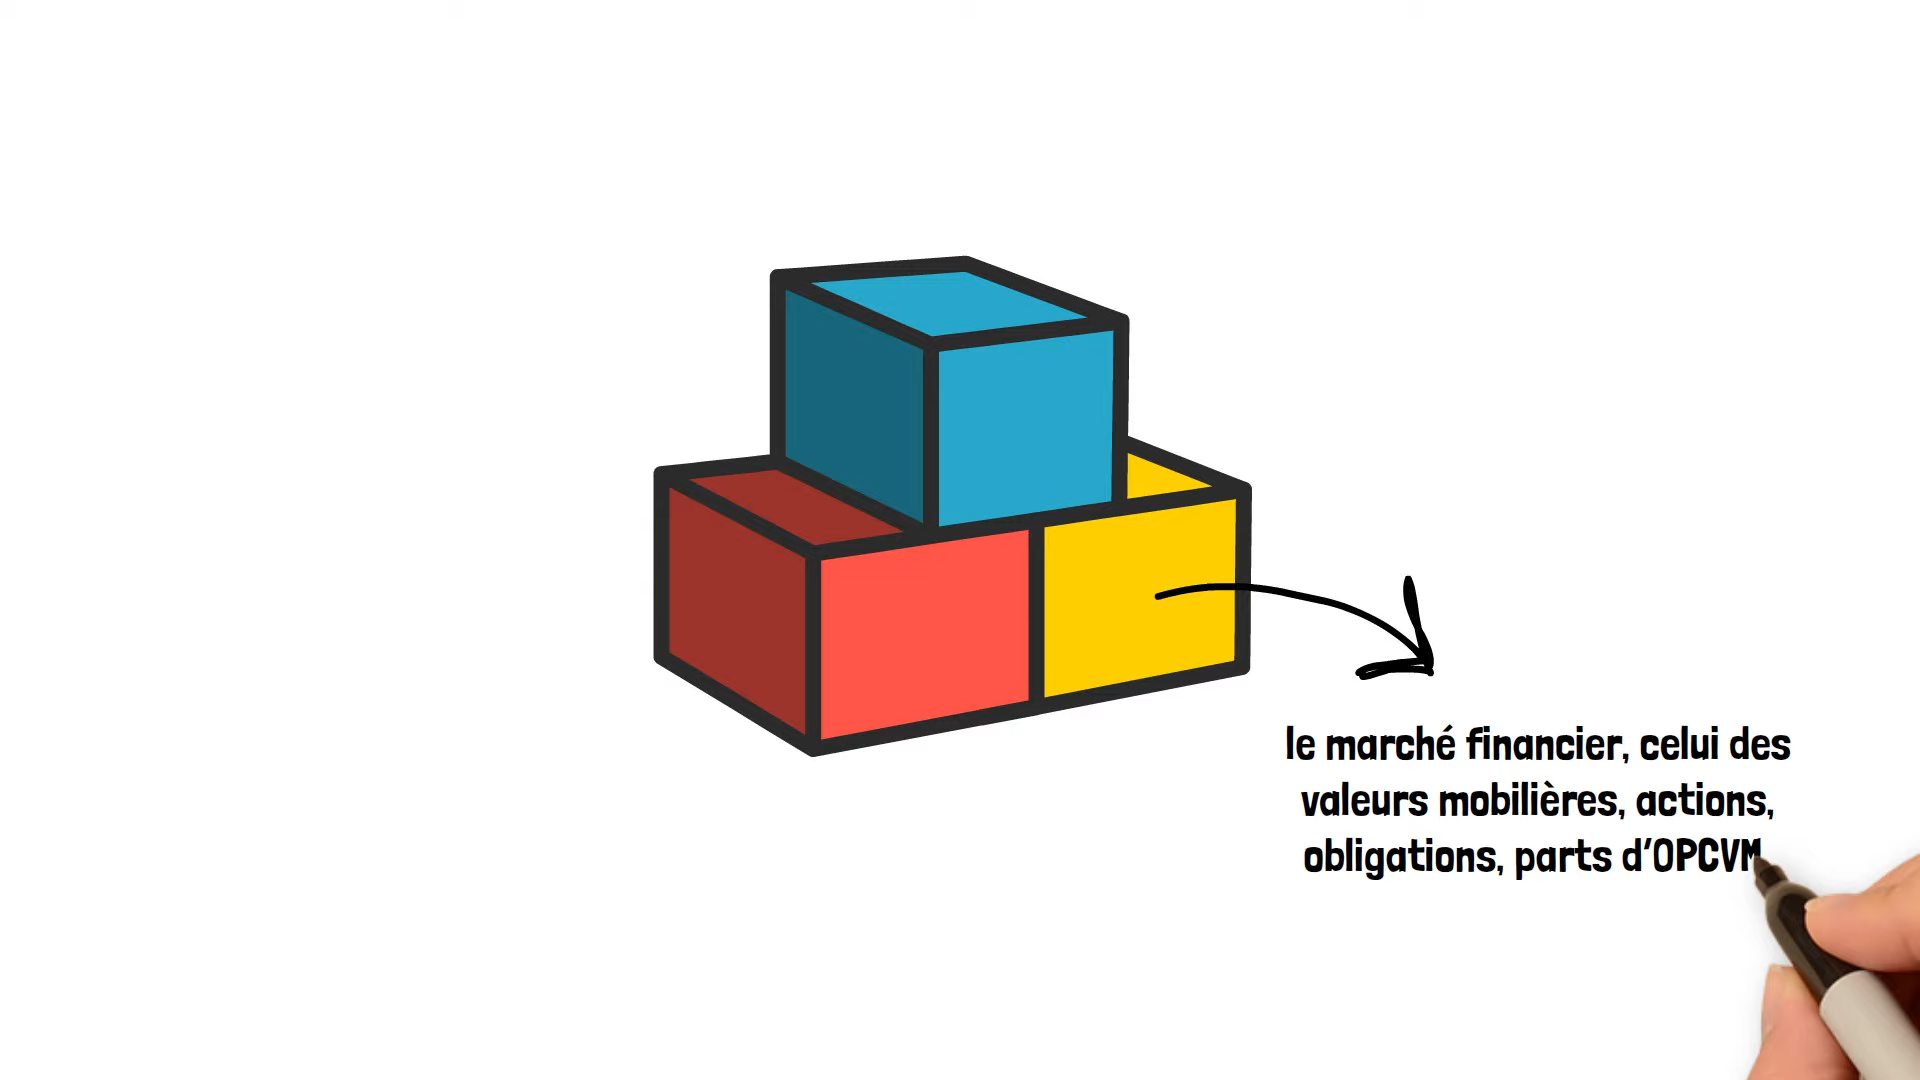 le marché financier, celui des
valeurs mobilières, actions,
obligations, parts d'OPCVM